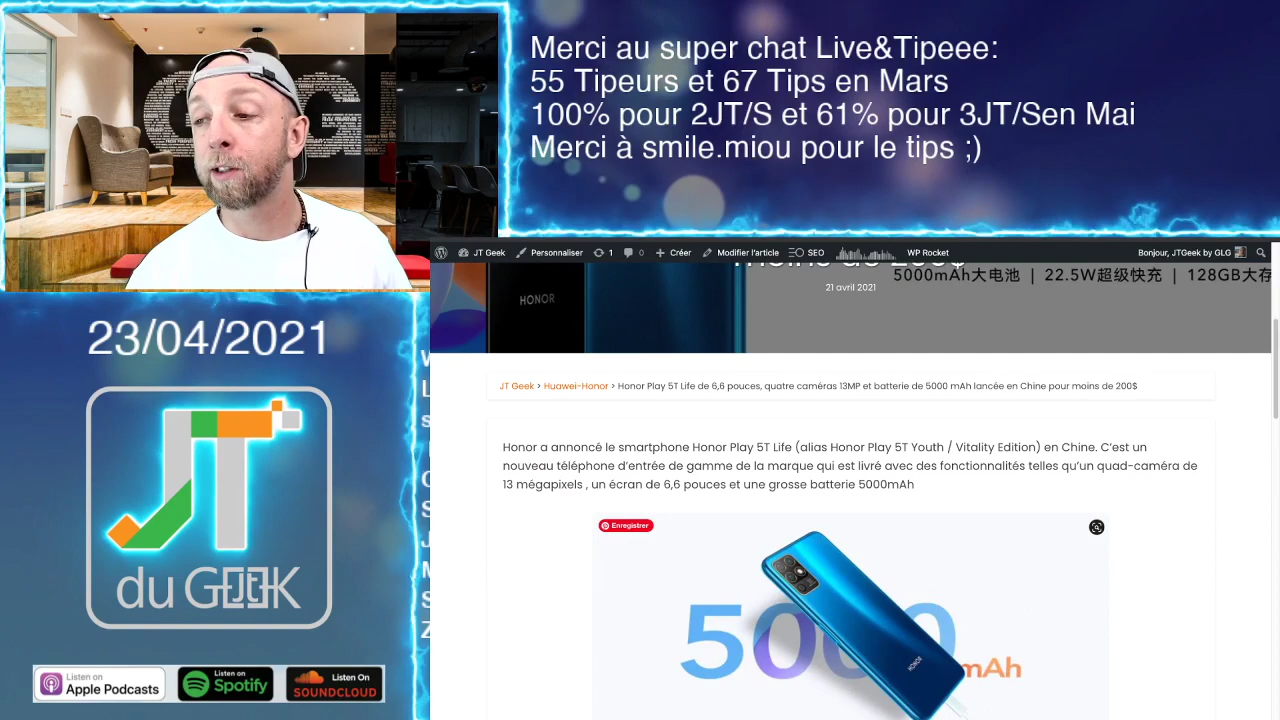 Merci au super chat Live&Tipeee:
55 Tipeurs et 67 Tips en Mars
100% pour 2JT/S et 61% pour 3JT/Sen Mai
Merci à smile.miou pour le tips ;)
JT Geek Personnaliser 1 0 Créer Modifier l'article SEO WP Rocket Bonjour, JTGeek by GLG
5000mAh大电池 | 22.5W超级快充 | 128GB大存
21 avril 2021
HONOR
23/04/2021
JT Geek > Huawei-Honor > Honor Play 5T Life de 6,6 pouces, quatre caméras 13MP et batterie de 5000 mAh lancée en Chine pour moins de 200$
Honor a annoncé le smartphone Honor Play 5T Life (alias Honor Play 5T Youth / Vitality Edition) en Chine. C'est un
nouveau téléphone d'entrée de gamme de la marque qui est livré avec des fonctionnalités telles qu'un quad-caméra de
13 mégapixels , un écran de 6,6 pouces et une grosse batterie 5000mAh
Enregistrer
5000mAh
HONOR
JT
du GEEK
Listen on
Apple Podcasts
Listen on
Spotify
Listen On
SOUNDCLOUD